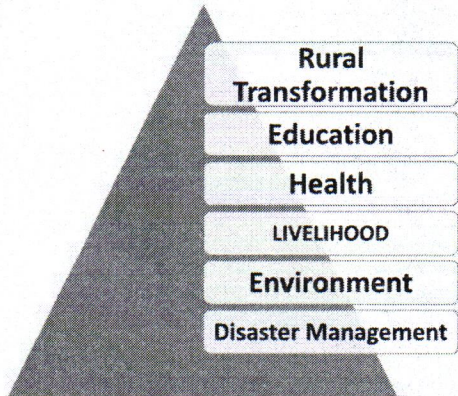 Rural
Transformation
Education
Health
LIVELIHOOD
Environment
Disaster Management